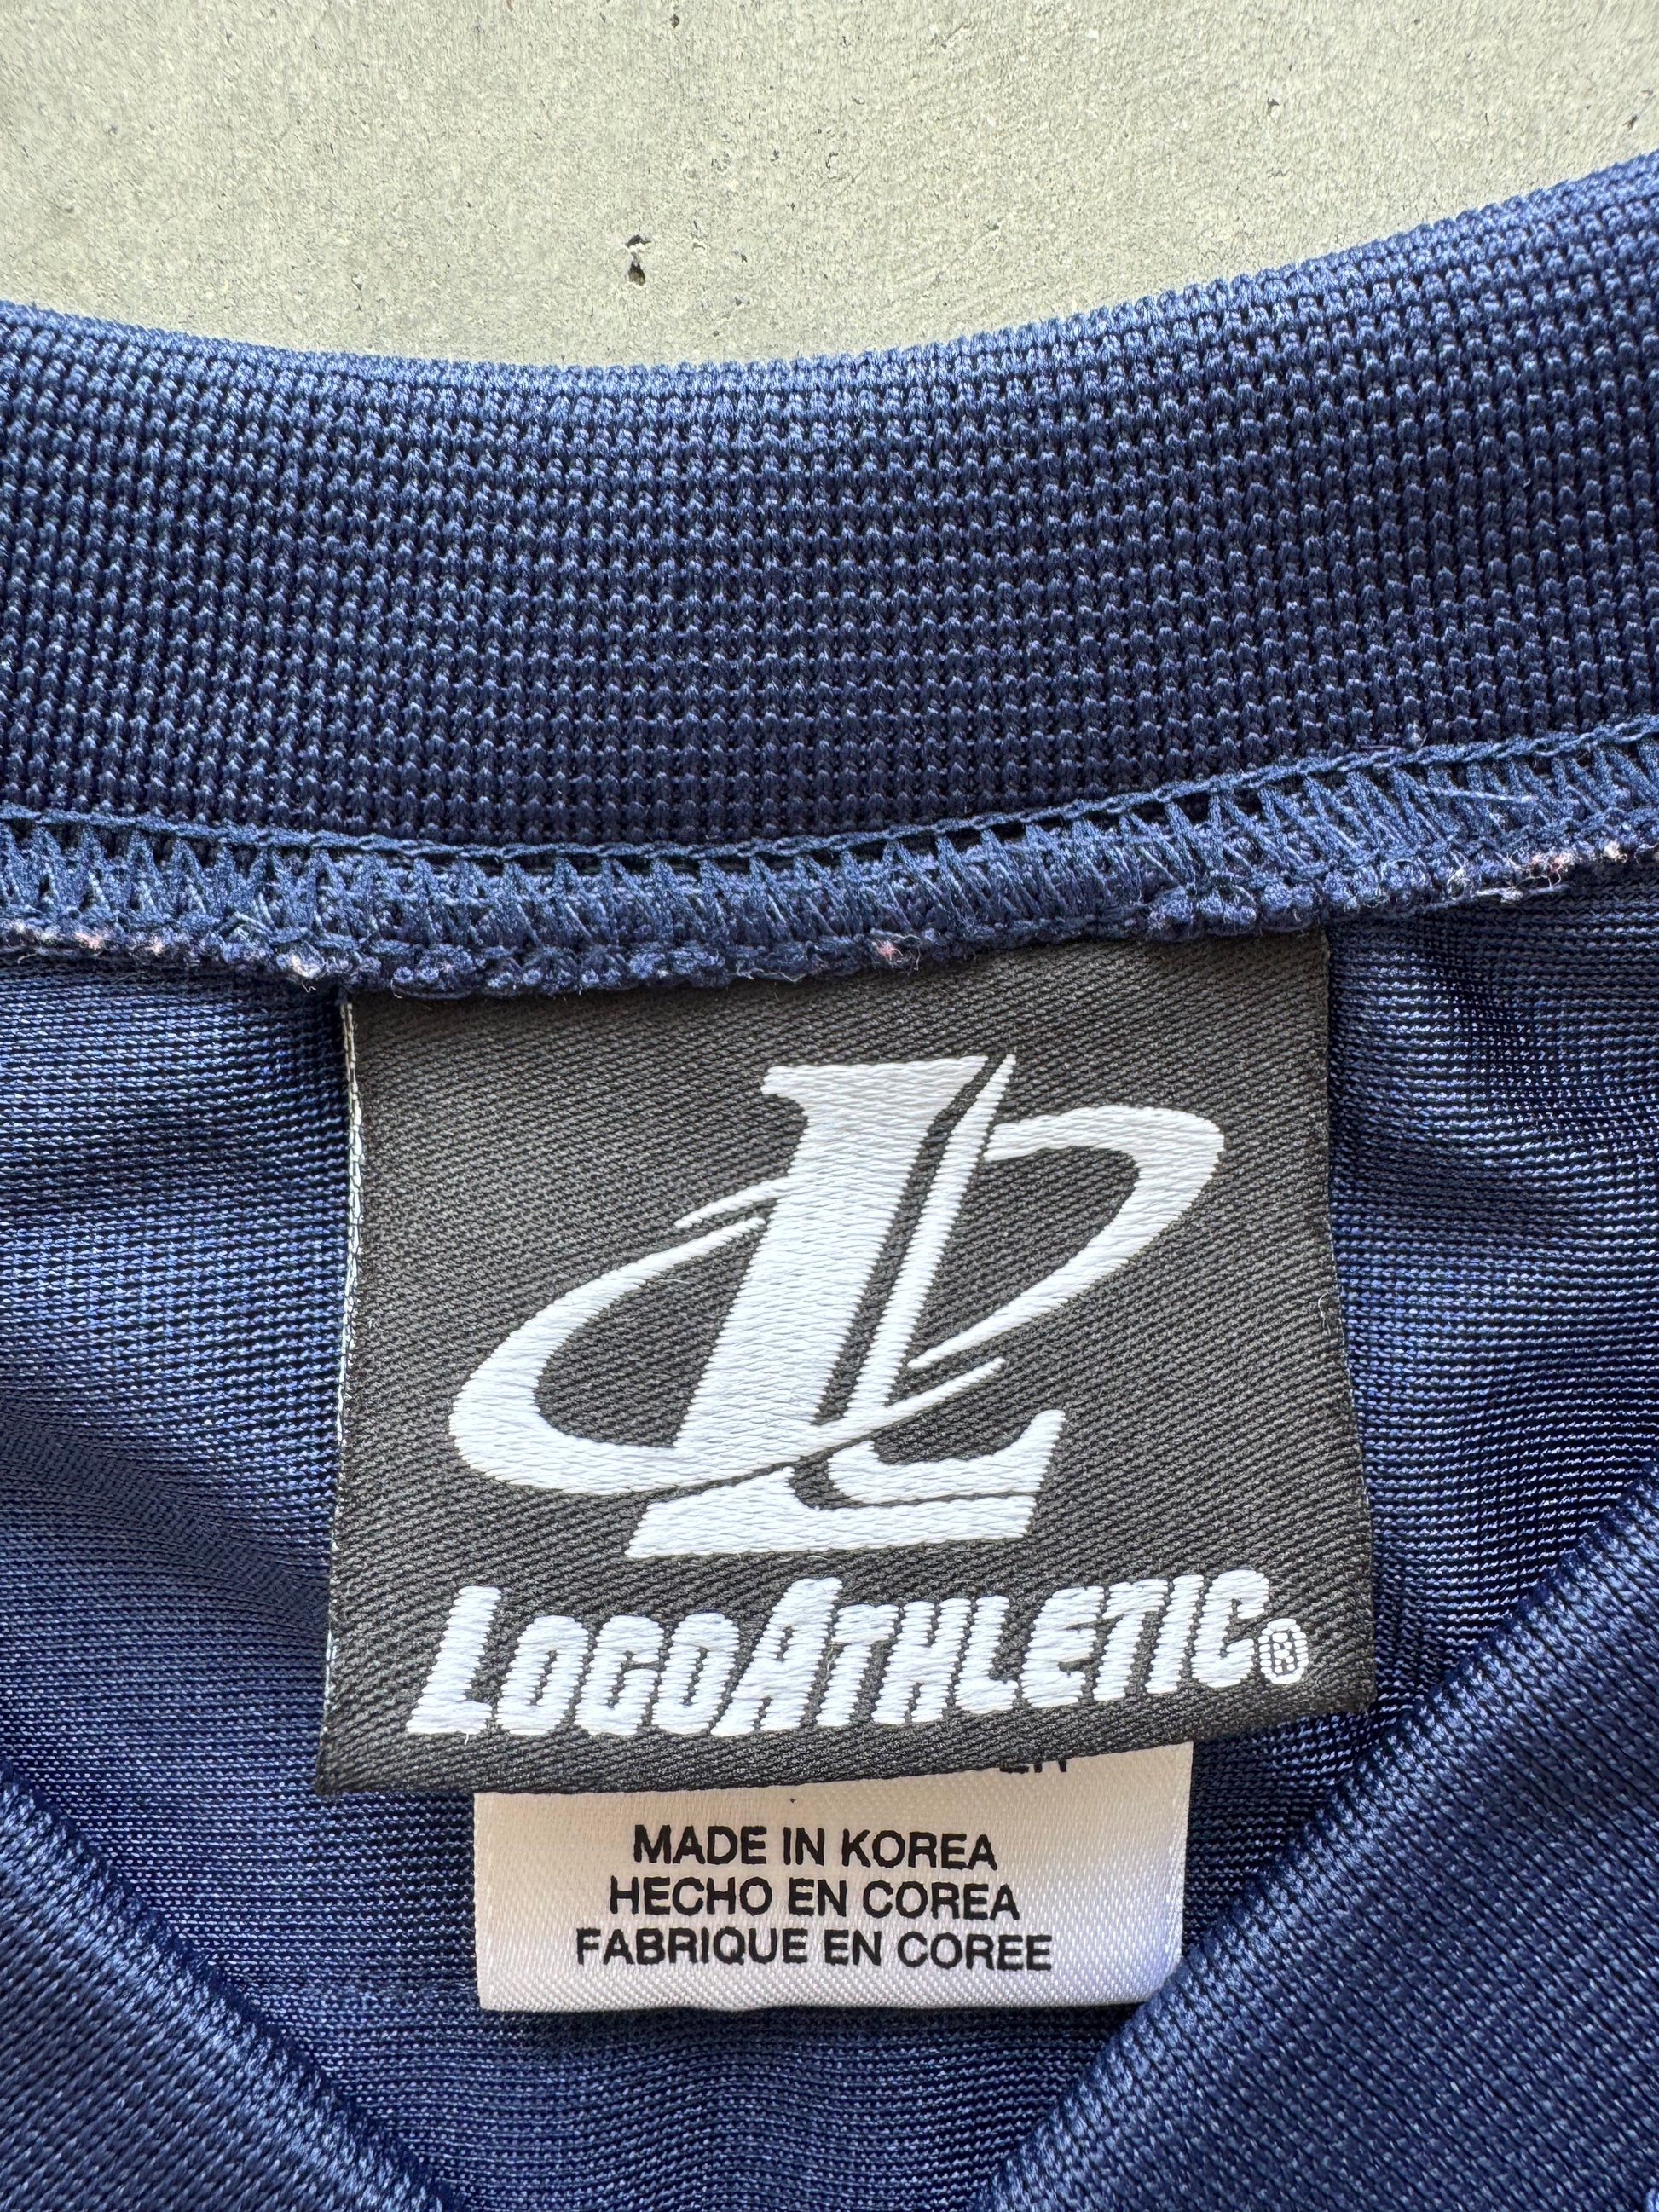 L
LOGOATHLETIC®
MADE IN KOREA
HECHO EN COREA
FABRIQUE EN COREE